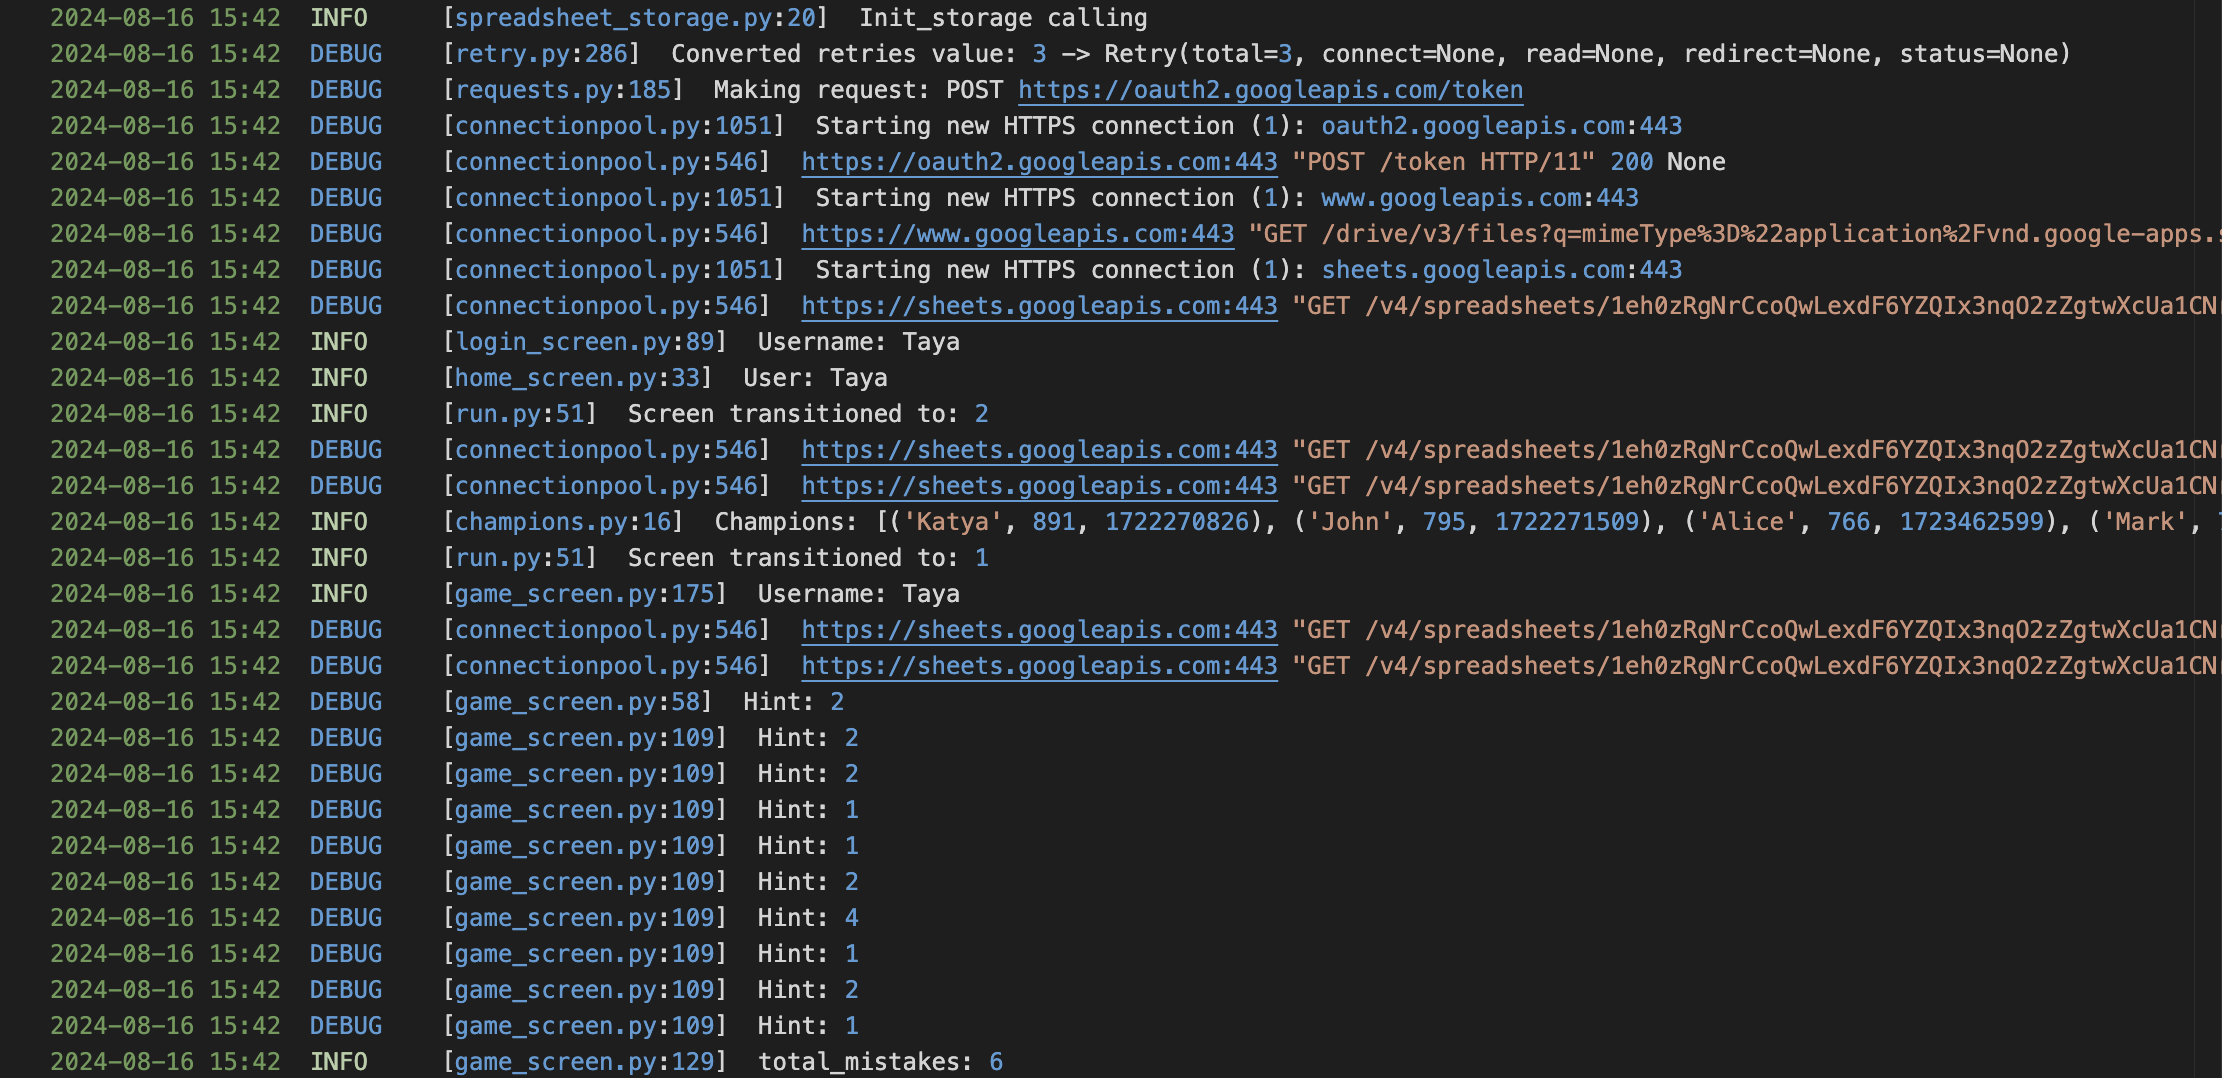 2024-08-16 15:42 INFO [spreadsheet_storage.py:20] Init_storage calling
2024-08-16 15:42 DEBUG [retry.py:286] Converted retries value: 3 -> Retry(total=3, connect=None, read=None, redirect=None, status=None)
2024-08-16 15:42 DEBUG [requests.py:185] Making request: POST https://oauth2.googleapis.com/token
2024-08-16 15:42 DEBUG [connectionpool.py:1051] Starting new HTTPS connection (1): oauth2.googleapis.com:443
2024-08-16 15:42 DEBUG [connectionpool.py:546] https://oauth2.googleapis.com:443 "POST /token HTTP/11" 200 None
2024-08-16 15:42 DEBUG [connectionpool.py:1051] Starting new HTTPS connection (1): www.googleapis.com:443
2024-08-16 15:42 DEBUG [connectionpool.py:546] https://www.googleapis.com:443 "GET /drive/v3/files?q=mimeType%3D%22application%2Fvnd.google-apps.s
2024-08-16 15:42 DEBUG [connectionpool.py:1051] Starting new HTTPS connection (1): sheets.googleapis.com:443
2024-08-16 15:42 DEBUG [connectionpool.py:546] https://sheets.googleapis.com:443 "GET /v4/spreadsheets/1eh0zRgNrCcoQwLexdF6YZQIx3nqO2zZgtwXcUa1CN
2024-08-16 15:42 INFO [login_screen.py:89] Username: Taya
2024-08-16 15:42 INFO [home_screen.py:33] User: Taya
2024-08-16 15:42 INFO [run.py:51] Screen transitioned to: 2
2024-08-16 15:42 DEBUG [connectionpool.py:546] https://sheets.googleapis.com:443 "GET /v4/spreadsheets/1eh0zRgNrCcoQwLexdF6YZQIx3nqO2zZgtwXcUa1CN
2024-08-16 15:42 DEBUG [connectionpool.py:546] https://sheets.googleapis.com:443 "GET /v4/spreadsheets/1eh0zRgNrCcoQwLexdF6YZQIx3nqO2zZgtwXcUa1CN
2024-08-16 15:42 INFO [champions.py:16] Champions: [('Katya', 891, 1722270826), ('John', 795, 1722271509), ('Alice', 766, 1723462599), ('Mark',
2024-08-16 15:42 INFO [run.py:51] Screen transitioned to: 1
2024-08-16 15:42 INFO [game_screen.py:175] Username: Taya
2024-08-16 15:42 DEBUG [connectionpool.py:546] https://sheets.googleapis.com:443 "GET /v4/spreadsheets/1eh0zRgNrCcoQwLexdF6YZQIx3nqO2zZgtwXcUa1CN
2024-08-16 15:42 DEBUG [connectionpool.py:546] https://sheets.googleapis.com:443 "GET /v4/spreadsheets/1eh0zRgNrCcoQwLexdF6YZQIx3nqO2zZgtwXcUa1CN
2024-08-16 15:42 DEBUG [game_screen.py:58] Hint: 2
2024-08-16 15:42 DEBUG [game_screen.py:109] Hint: 2
2024-08-16 15:42 DEBUG [game_screen.py:109] Hint: 2
2024-08-16 15:42 DEBUG [game_screen.py:109] Hint: 1
2024-08-16 15:42 DEBUG [game_screen.py:109] Hint: 1
2024-08-16 15:42 DEBUG [game_screen.py:109] Hint: 2
2024-08-16 15:42 DEBUG [game_screen.py:109] Hint: 4
2024-08-16 15:42 DEBUG [game_screen.py:109] Hint: 1
2024-08-16 15:42 DEBUG [game_screen.py:109] Hint: 2
2024-08-16 15:42 DEBUG [game_screen.py:109] Hint: 1
2024-08-16 15:42 INFO [game_screen.py:129] total_mistakes: 6